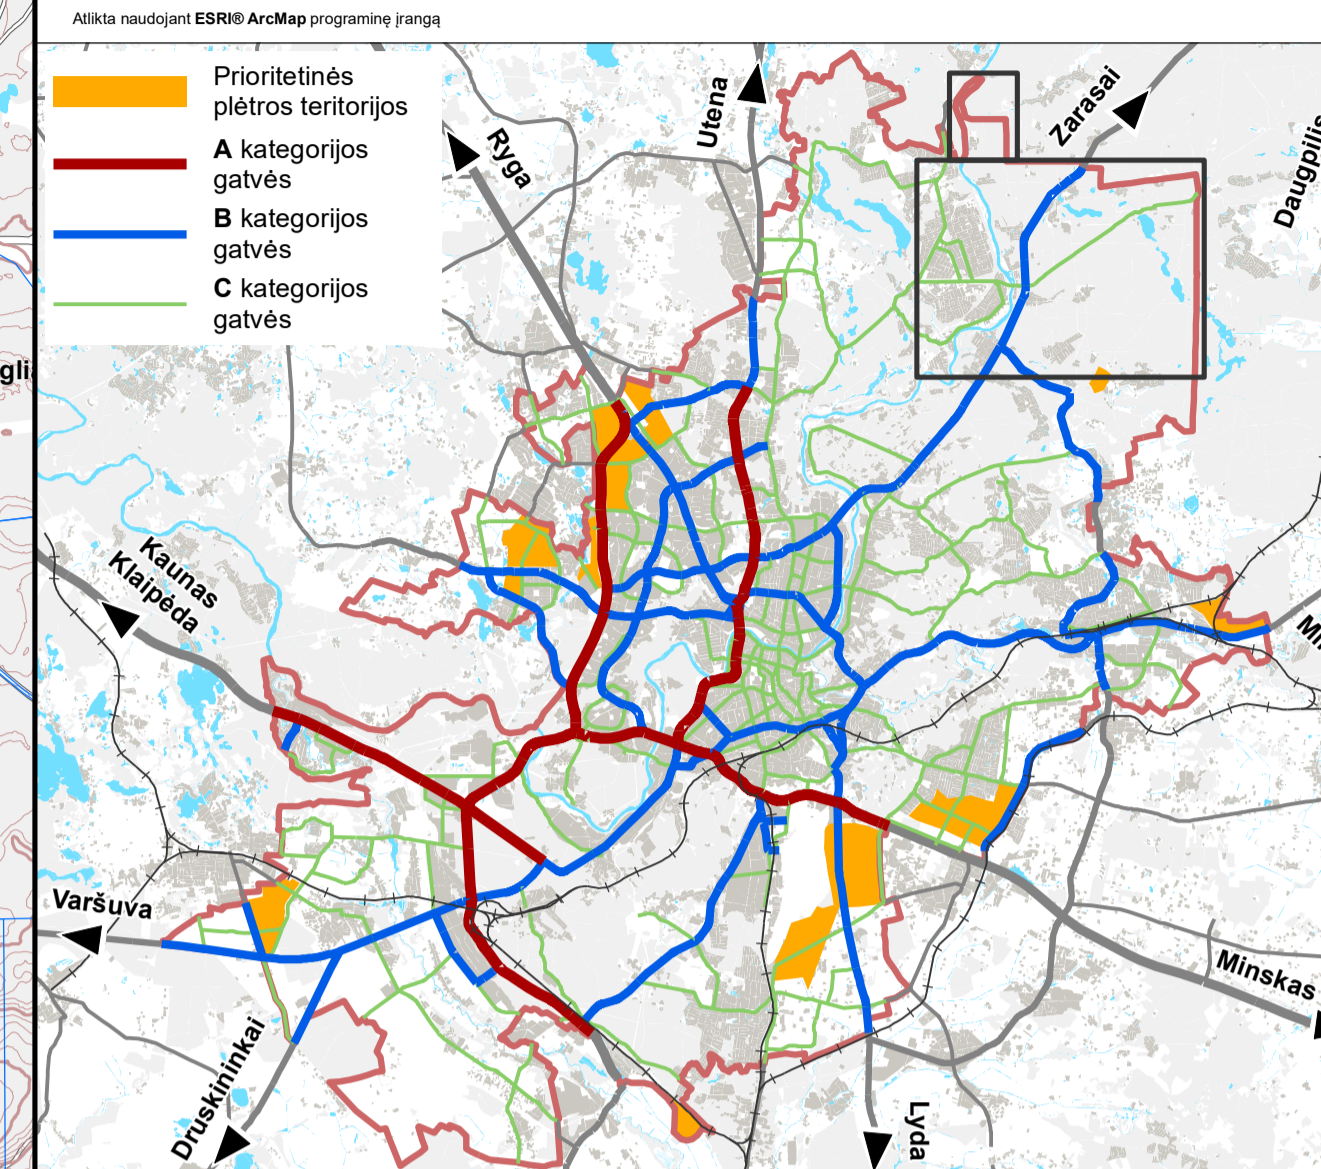 Atlikta naudojant ESRI® ArcMap programinę įrangą
Prioritetinės
plėtros teritorijos
A kategorijos
gatvės
B kategorijos
gatvės
C kategorijos
gatvės
Ryga
Utena
Zarasai
Daugpilis
Kaunas
Klaipėda
Varšuva
Druskininkai
Lyda
Minskas